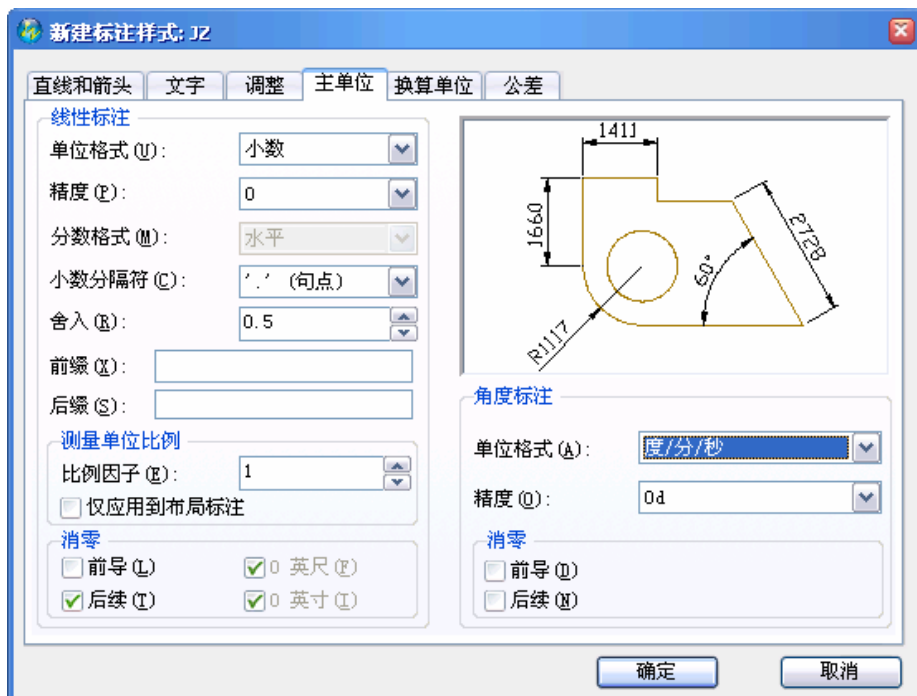 新建标注样式: JZ
直线和箭头 文字 调整 主单位 换算单位 公差
线性标注
单位格式(U): 小数
精度(P): 0
分数格式(M): 水平
小数分隔符(C): '.' (句点)
舍入(R): 0.5
前缀(X):
后缀(S):
测量单位比例
比例因子(E): 1
仅应用到布局标注
消零
前导(L) 0 英尺(F)
后续(T) 0 英寸(I)
1411
1660
2728
60°
R1117
角度标注
单位格式(A): 度/分/秒
精度(O): 0d
消零
前导(D)
后续(N)
确定 取消